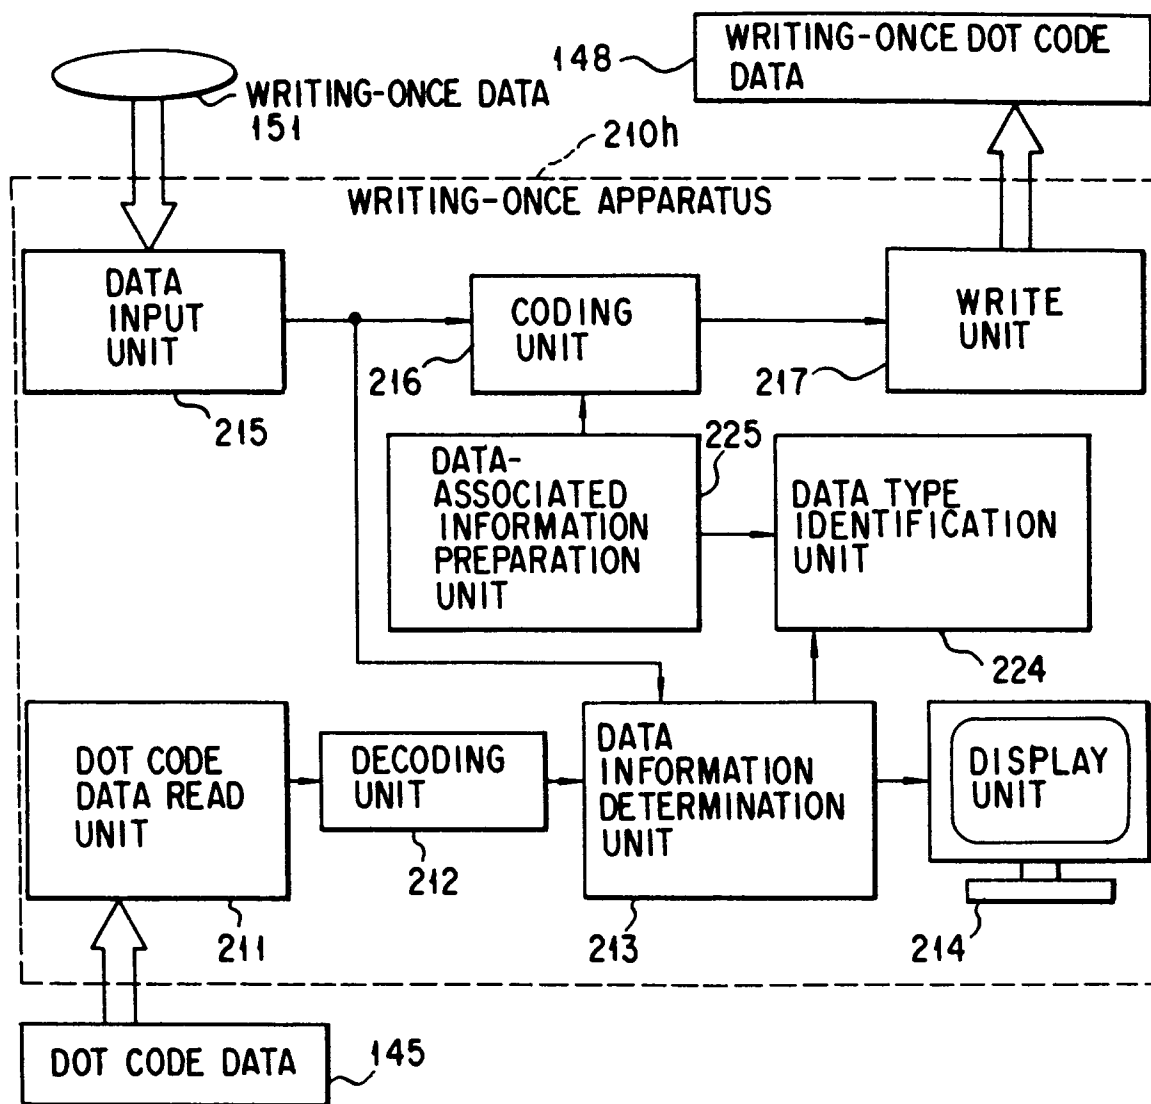 WRITING-ONCE DOT CODE
DATA
148
WRITING-ONCE DATA
151
210h
WRITING-ONCE APPARATUS
DATA
INPUT
UNIT
215
CODING
UNIT
216
WRITE
UNIT
217
DATA-
ASSOCIATED
INFORMATION
PREPARATION
UNIT
225
DATA TYPE
IDENTIFICATION
UNIT
224
DOT CODE
DATA READ
UNIT
211
DECODING
UNIT
212
DATA
INFORMATION
DETERMINATION
UNIT
213
DISPLAY
UNIT
214
DOT CODE DATA
145